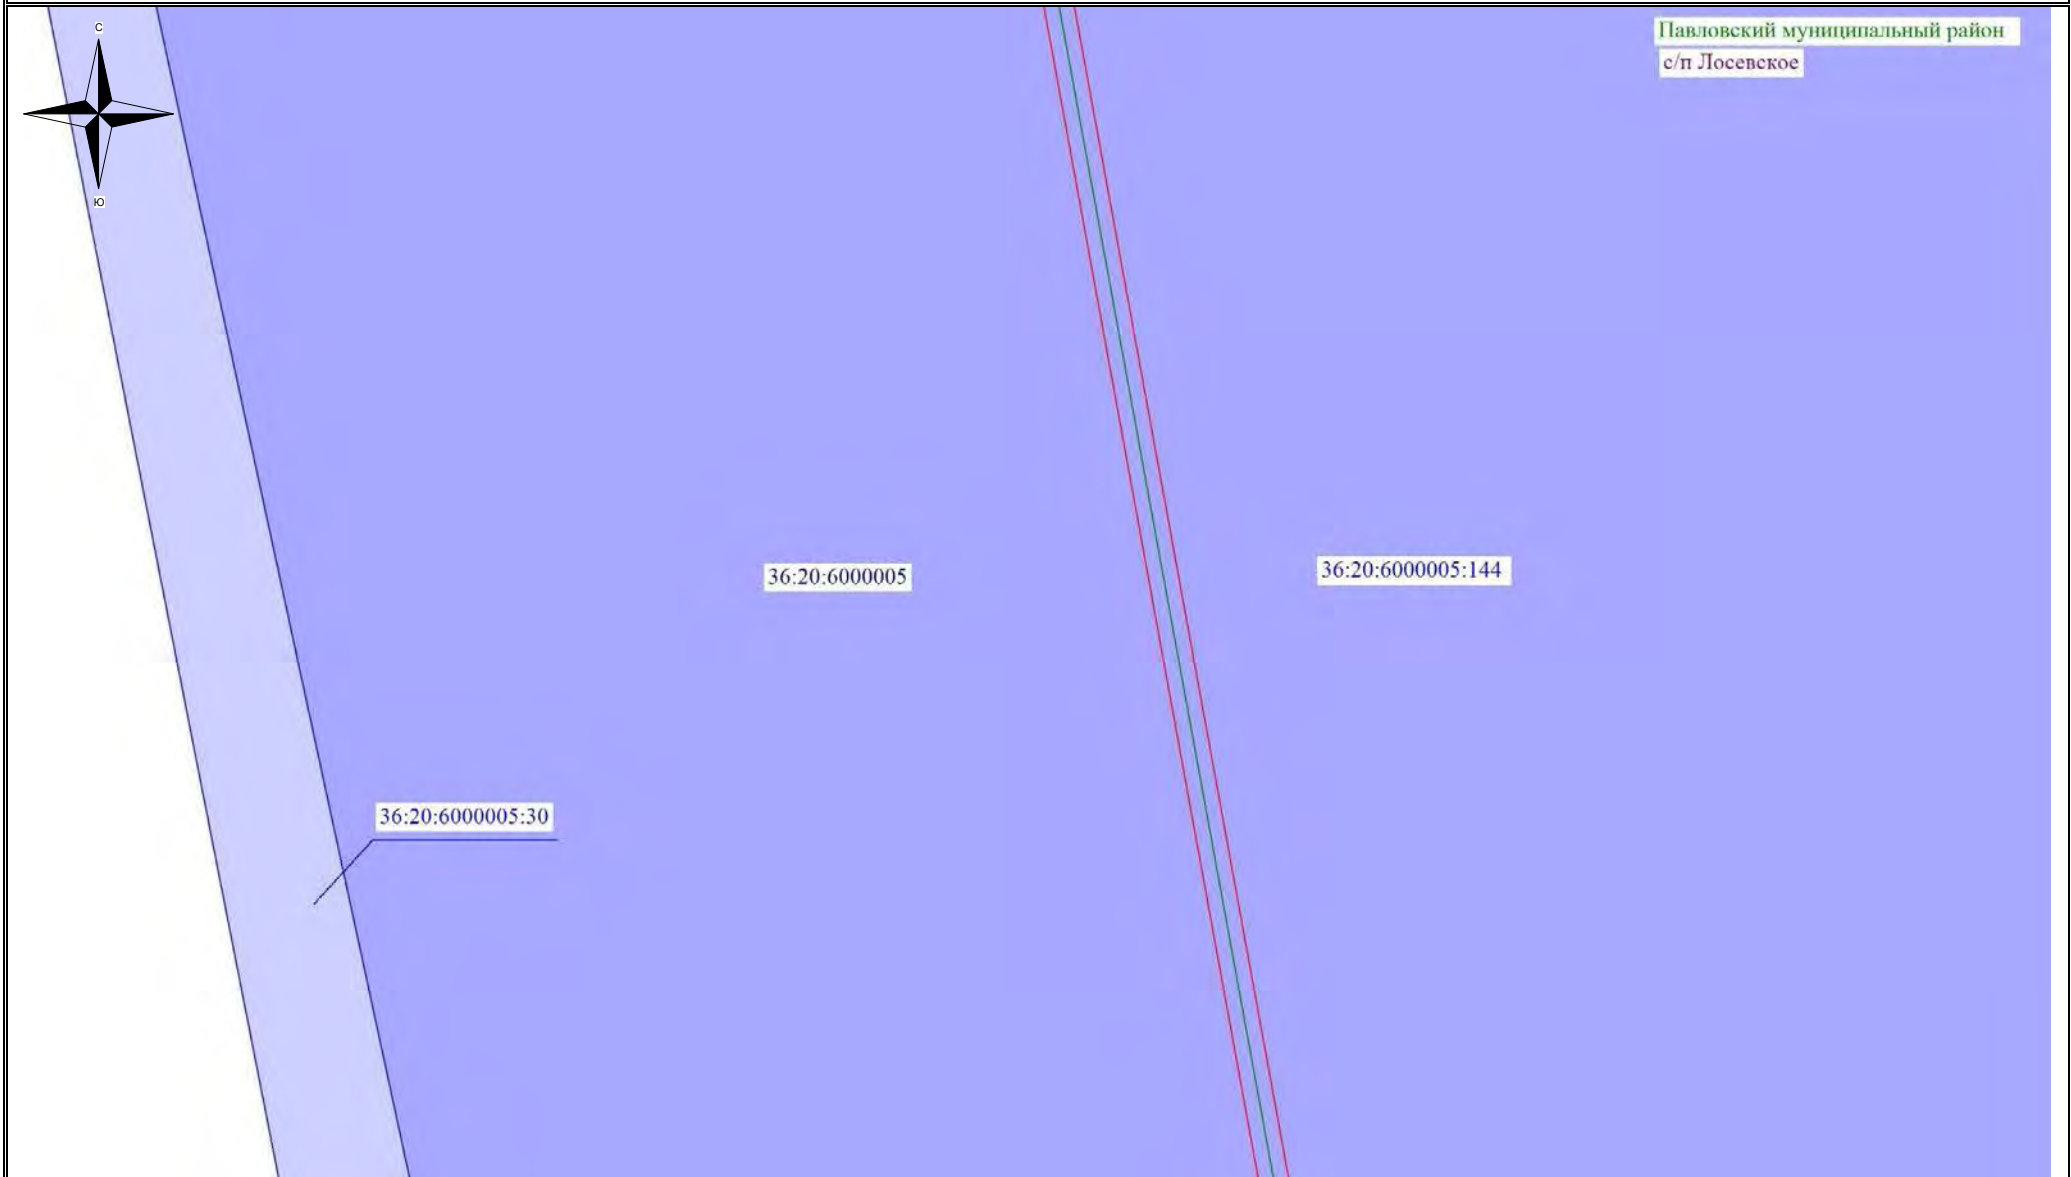 С
Ю
Павловский муниципальный район
с/п Лосевское
36:20:6000005
36:20:6000005:144
36:20:6000005:30